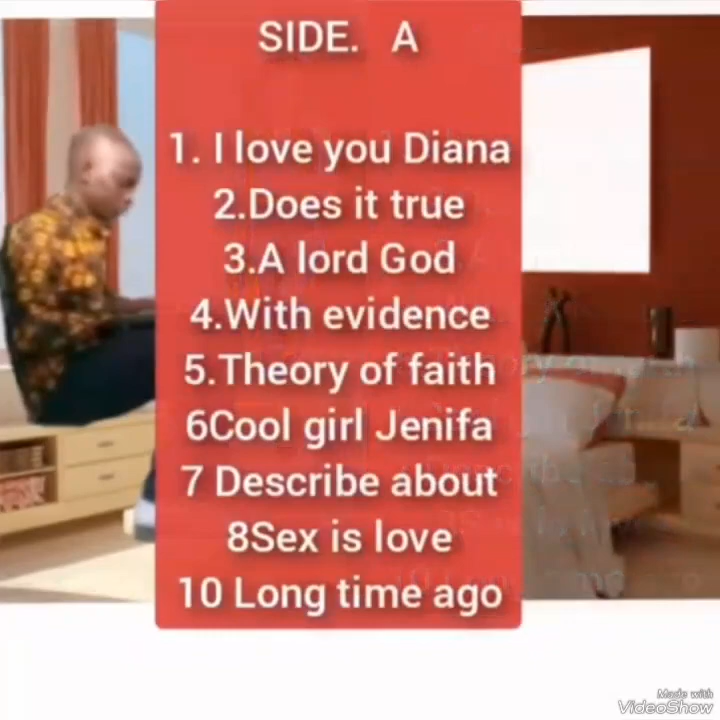 SIDE. A
1. I love you Diana
2.Does it true
3.A lord God
4.With evidence
5.Theory of faith
6Cool girl Jenifa
7 Describe about
8Sex is love
10 Long time ago
Made with
VideoShow